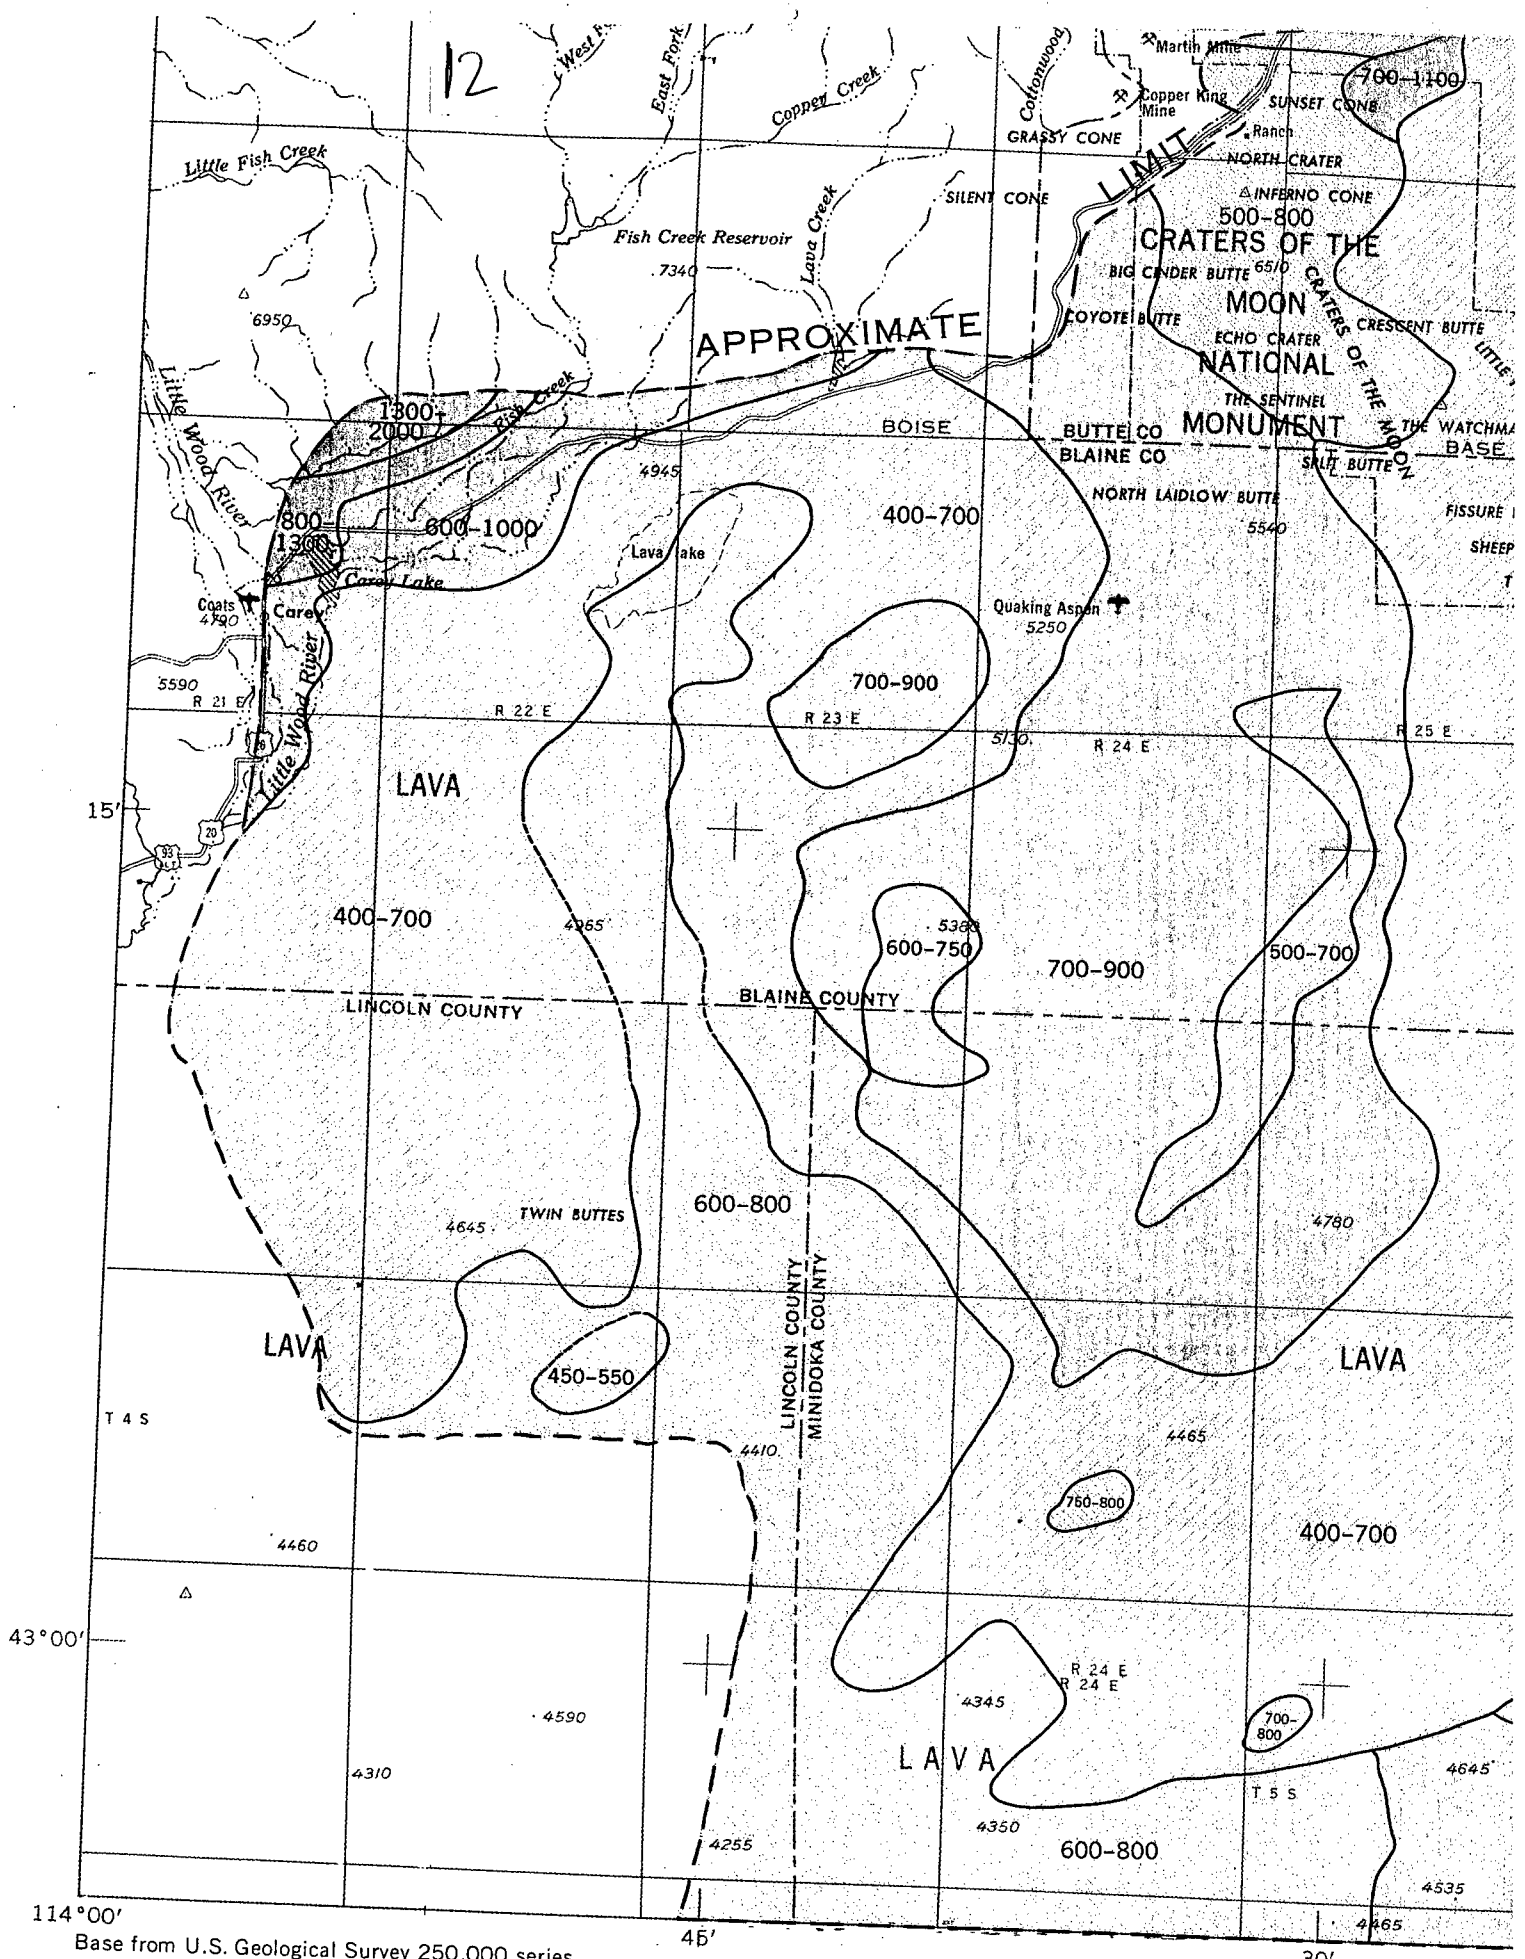 12
West F
East Fork
Cottonwood
Martin Mine
700-1100
Copper Creek
Copper King
Mine
SUNSET CONE
GRASSY CONE
Ranch
Little Fish Creek
LIMIT
NORTH CRATER
SILENT CONE
INFERNO CONE
500-800
Lava Creek
Fish Creek Reservoir
CRATERS OF THE
7340
BIG CINDER BUTTE
6510
CRATERS OF THE MOON
6950
MOON
COYOTE BUTTE
CRESCENT BUTTE
APPROXIMATE
ECHO CRATER
LITTLE
NATIONAL
Little Wood River
Fish Creek
THE SENTINEL
1300-
2000
BOISE
BUTTE CO
MONUMENT
THE WATCHMA
BASE
BLAINE CO
SPLIT BUTTE
4945
NORTH LAIDLOW BUTTE
FISSURE
800-
1300
600-1000
400-700
5540
SHEEP
Lava Lake
T
Carey Lake
Coats
4790
Carey
Quaking Aspen
5250
Little Wood River
5590
R 21 E
R 22 E
700-900
R 23 E
5130
R 24 E
R 25 E
26
LAVA
15'
20
93
ALT
400-700
4965
5388
600-750
700-900
500-700
LINCOLN COUNTY
BLAINE COUNTY
600-800
4645
TWIN BUTTES
4780
LINCOLN COUNTY
MINIDOKA COUNTY
LAVA
LAVA
450-550
T 4 S
4410
4465
750-800
400-700
4460
43°00'
R 24 E
R 24 E
4345
4590
700-
800
LAVA
4310
4645
T 5 S
4350
4255
600-800
4535
114°00'
45'
4465
30'
Base from U.S. Geological Survey 250,000 series